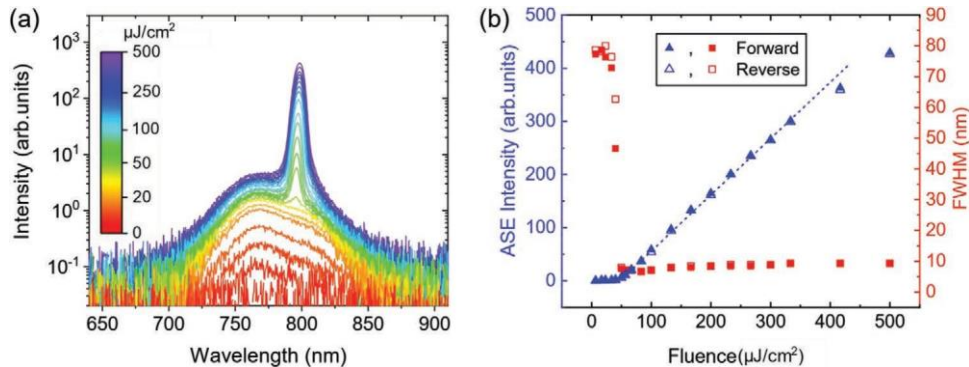 (a)
μJ/cm²
500
250
100
50
20
0
10³
10²
10¹
10⁰
10⁻¹
Intensity (arb.units)
650 700 750 800 850 900
Wavelength (nm)
(b)
500
400
300
200
100
0
ASE Intensity (arb.units)
, Forward
, Reverse
90
80
70
60
50
40
30
20
10
0
FWHM (nm)
0 100 200 300 400 500
Fluence(μJ/cm²)